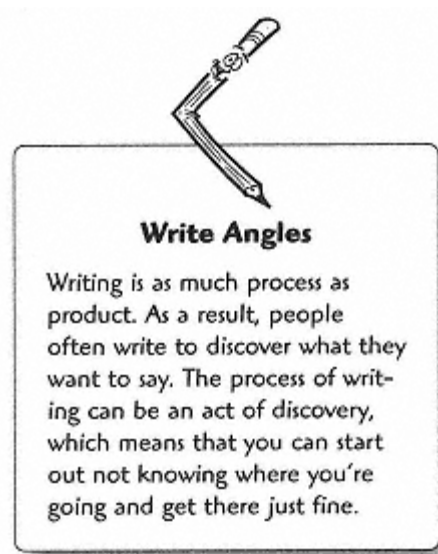 Write Angles
Writing is as much process as
product. As a result, people
often write to discover what they
want to say. The process of writ-
ing can be an act of discovery,
which means that you can start
out not knowing where you're
going and get there just fine.